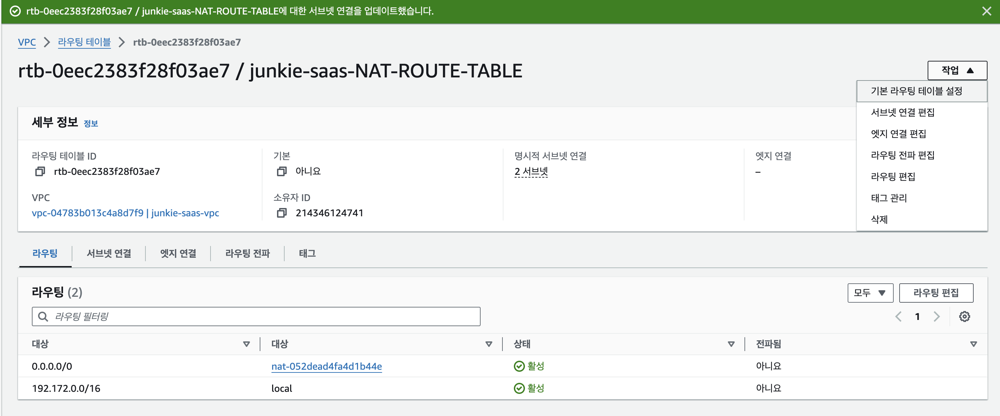 rtb-0eec2383f28f03ae7 / junkie-saas-NAT-ROUTE-TABLE에 대한 서브넷 연결을 업데이트했습니다.
VPC 라우팅 테이블 rtb-0eec2383f28f03ae7
rtb-0eec2383f28f03ae7 / junkie-saas-NAT-ROUTE-TABLE
작업
기본 라우팅 테이블 설정
서브넷 연결 편집
엣지 연결 편집
라우팅 전파 편집
라우팅 편집
태그 관리
삭제
세부 정보 정보
라우팅 테이블 ID
rtb-0eec2383f28f03ae7
기본
아니요
명시적 서브넷 연결
2 서브넷
엣지 연결
–
VPC
vpc-04783b013c4a8d7f9 | junkie-saas-vpc
소유자 ID
214346124741
라우팅 서브넷 연결 엣지 연결 라우팅 전파 태그
라우팅 (2)
모두 라우팅 편집
라우팅 필터링
1
대상 대상 상태 전파됨
0.0.0.0/0 nat-052dead4fa4d1b44e 활성 아니요
192.172.0.0/16 local 활성 아니요